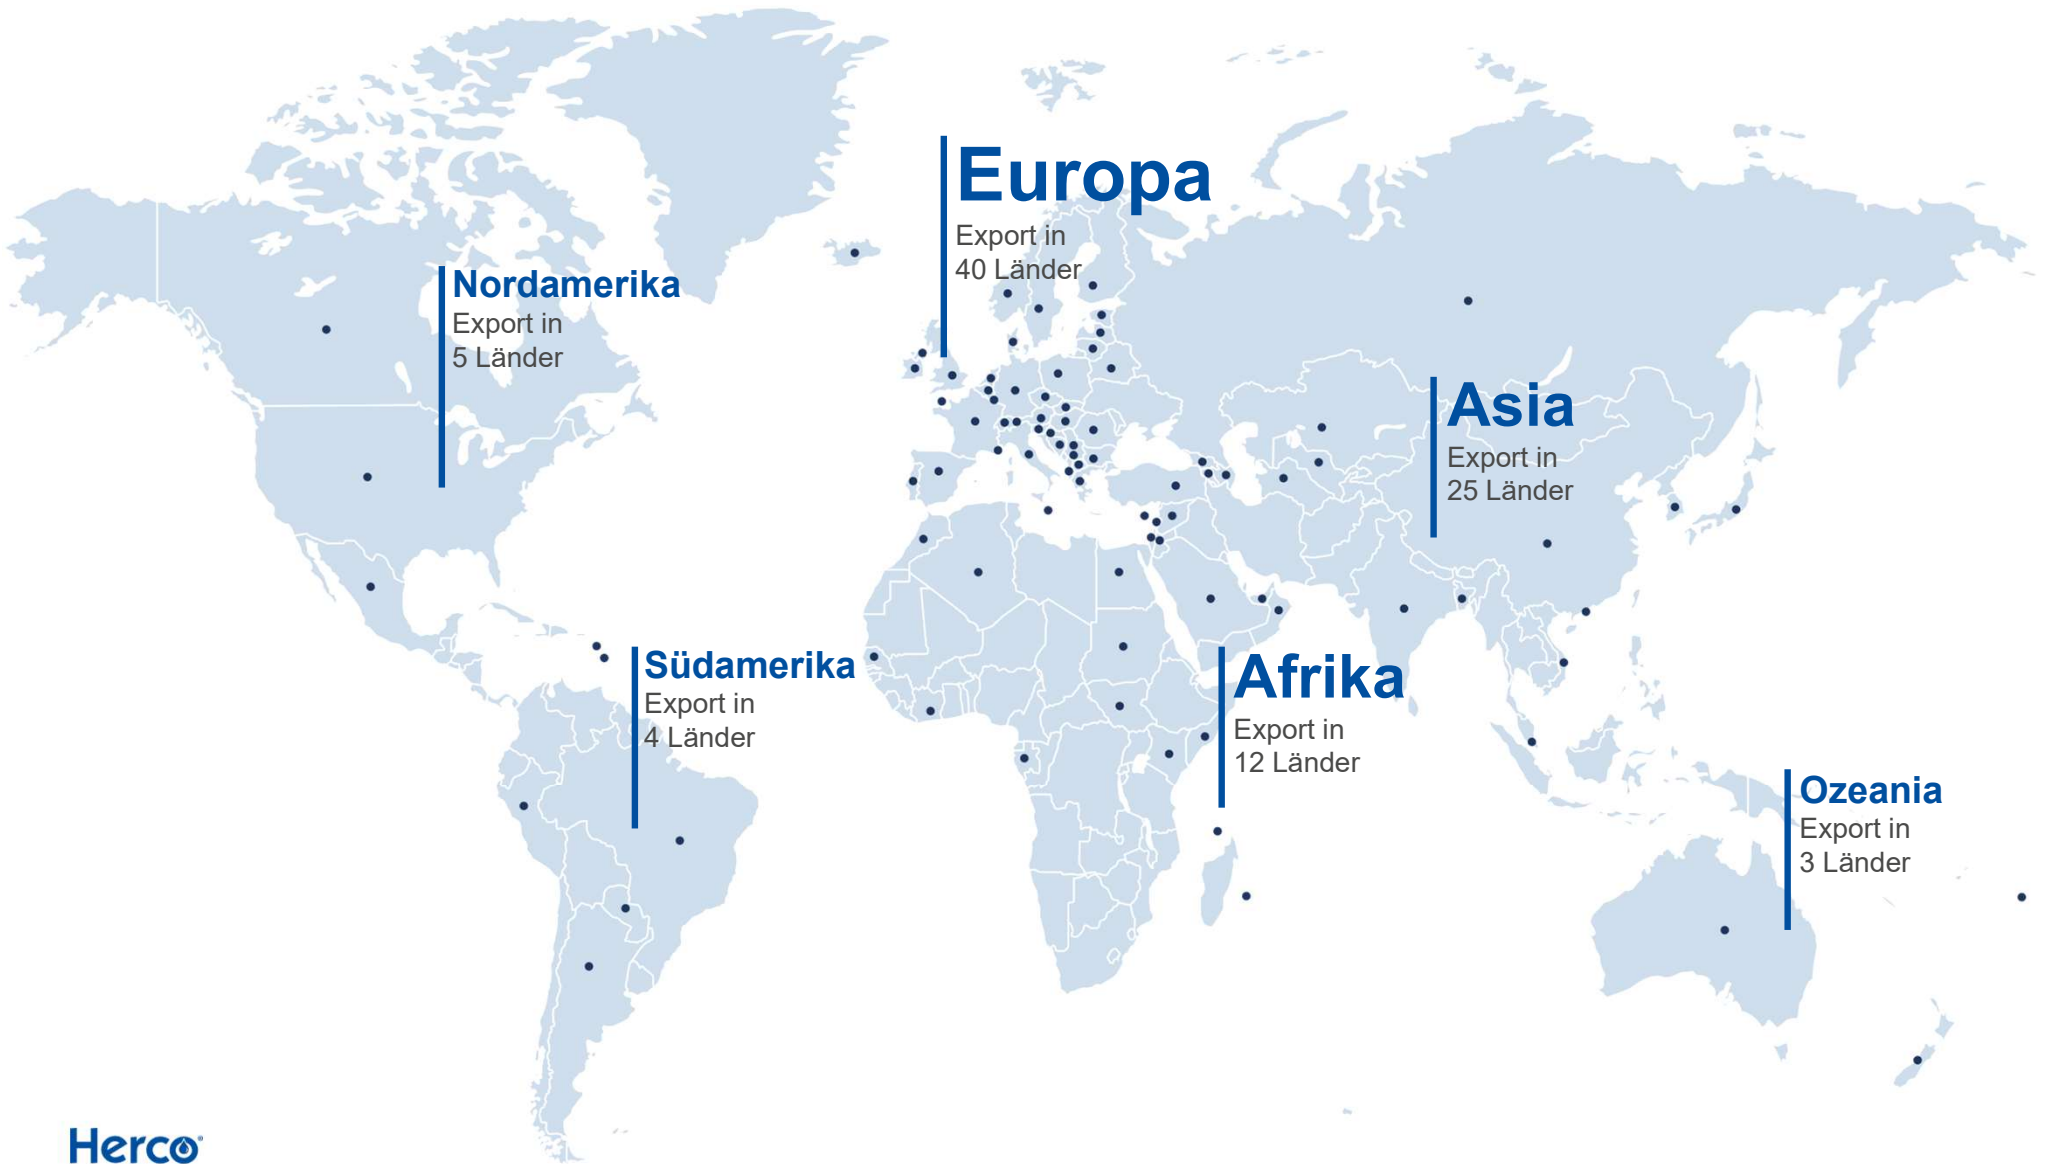 Europa
Export in
40 Länder
Nordamerika
Export in
5 Länder
Asia
Export in
25 Länder
Südamerika
Export in
4 Länder
Afrika
Export in
12 Länder
Ozeania
Export in
3 Länder
Herco®